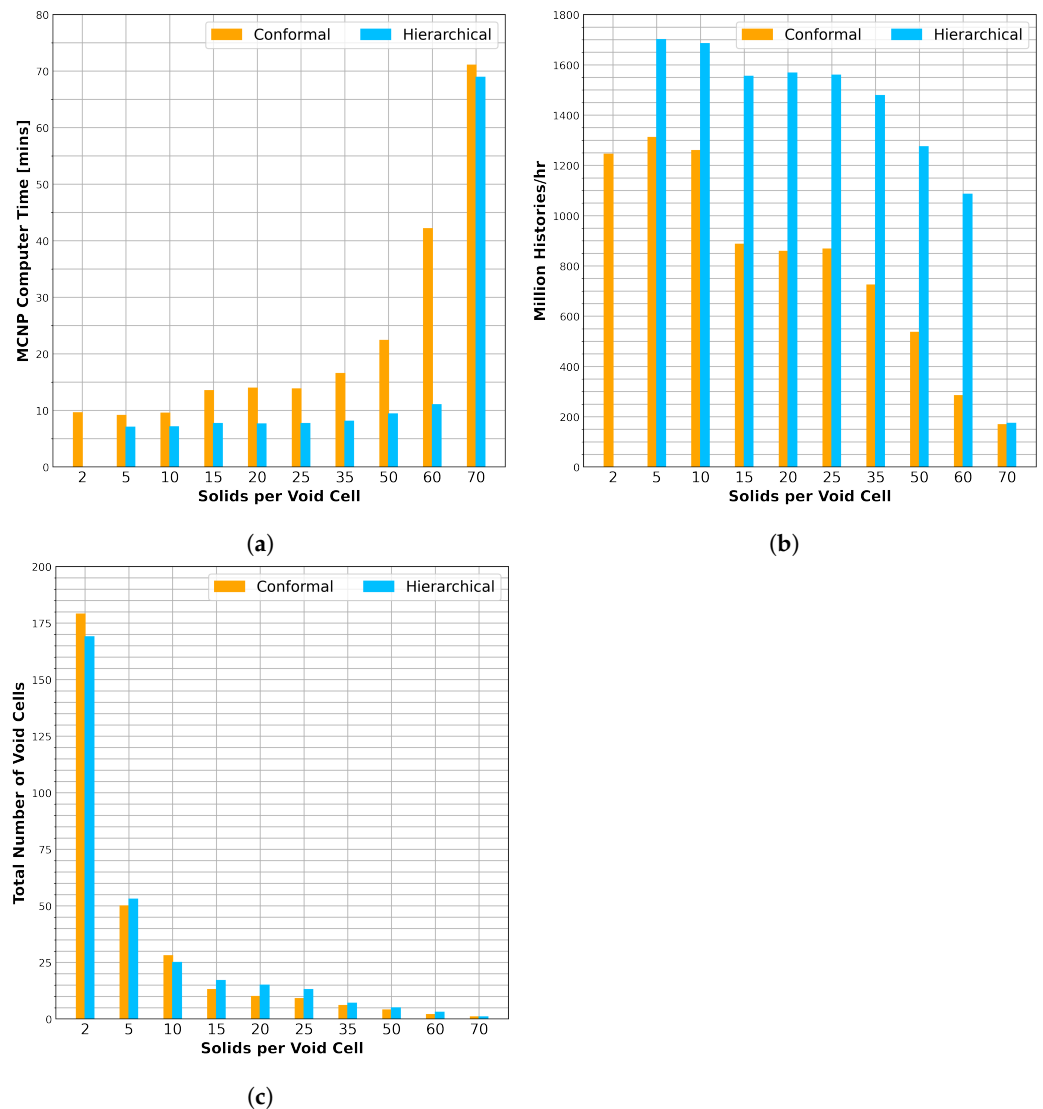 Conformal Hierarchical
MCNP Computer Time [mins]
80
70
60
50
40
30
20
10
0
2 5 10 15 20 25 35 50 60 70
Solids per Void Cell
(a)
Conformal Hierarchical
Million Histories/hr
1800
1600
1400
1200
1000
800
600
400
200
0
2 5 10 15 20 25 35 50 60 70
Solids per Void Cell
(b)
Conformal Hierarchical
Total Number of Void Cells
200
175
150
125
100
75
50
25
0
2 5 10 15 20 25 35 50 60 70
Solids per Void Cell
(c)